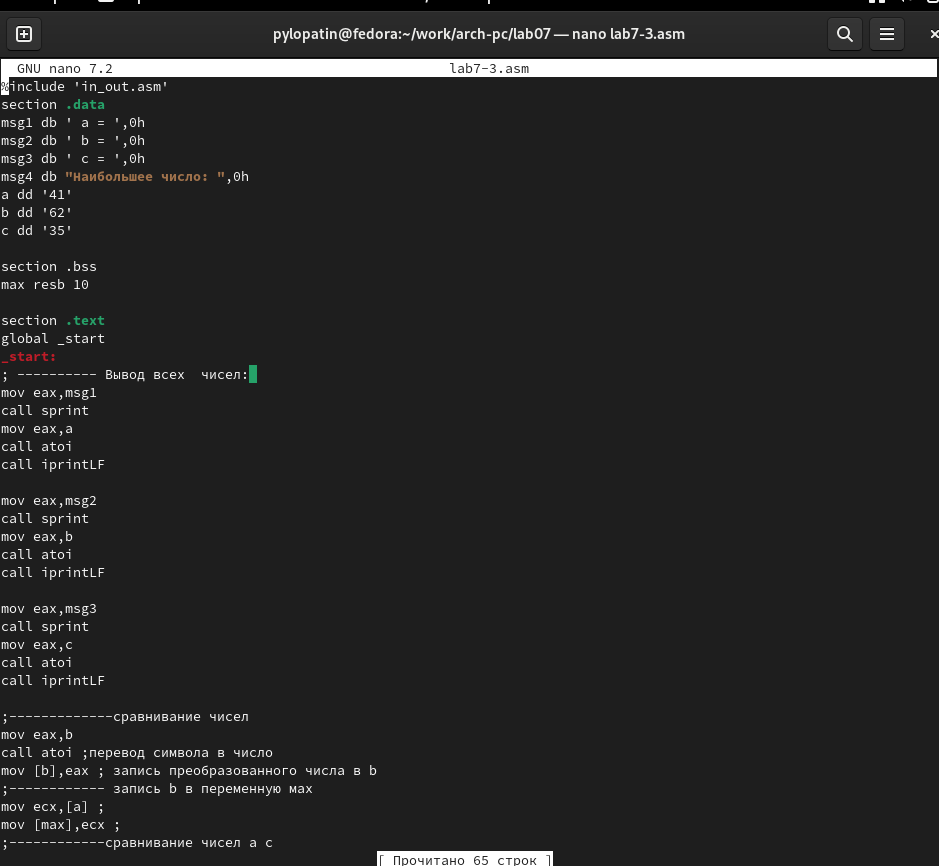 pylopatin@fedora:~/work/arch-pc/lab07 — nano lab7-3.asm
GNU nano 7.2 lab7-3.asm
%include 'in_out.asm'
section .data
msg1 db ' a = ',0h
msg2 db ' b = ',0h
msg3 db ' c = ',0h
msg4 db "Наибольшее число: ",0h
a dd '41'
b dd '62'
c dd '35'
section .bss
max resb 10
section .text
global _start
_start:
; ---------- Вывод всех  чисел:
mov eax,msg1
call sprint
mov eax,a
call atoi
call iprintLF
mov eax,msg2
call sprint
mov eax,b
call atoi
call iprintLF
mov eax,msg3
call sprint
mov eax,c
call atoi
call iprintLF
;-------------сравнивание чисел
mov eax,b
call atoi ;перевод символа в число
mov [b],eax ; запись преобразованного числа в b
;------------ запись b в переменную мах
mov ecx,[a] ;
mov [max],ecx ;
;------------сравнивание чисел а с
[ Прочитано 65 строк ]